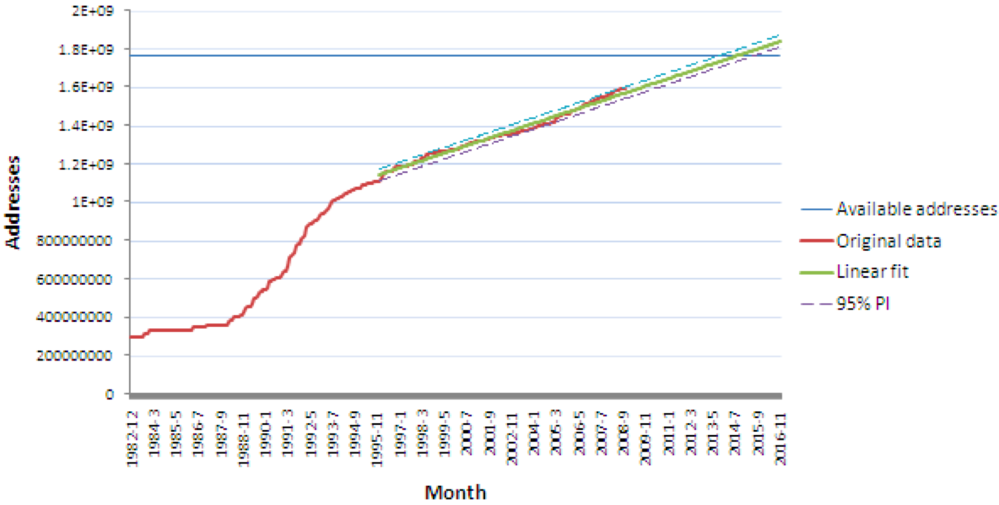 2E+09
1.8E+09
1.6E+09
1.4E+09
1.2E+09
1E+09
800000000
600000000
400000000
200000000
0
Addresses
1982-12
1984-3
1985-5
1986-7
1987-9
1988-11
1990-1
1991-3
1992-5
1993-7
1994-9
1995-11
1997-1
1998-3
1999-5
2000-7
2001-9
2002-11
2004-1
2005-3
2006-5
2007-7
2008-9
2009-11
2011-1
2012-3
2013-5
2014-7
2015-9
2016-11
Month
Available addresses
Original data
Linear fit
95% PI